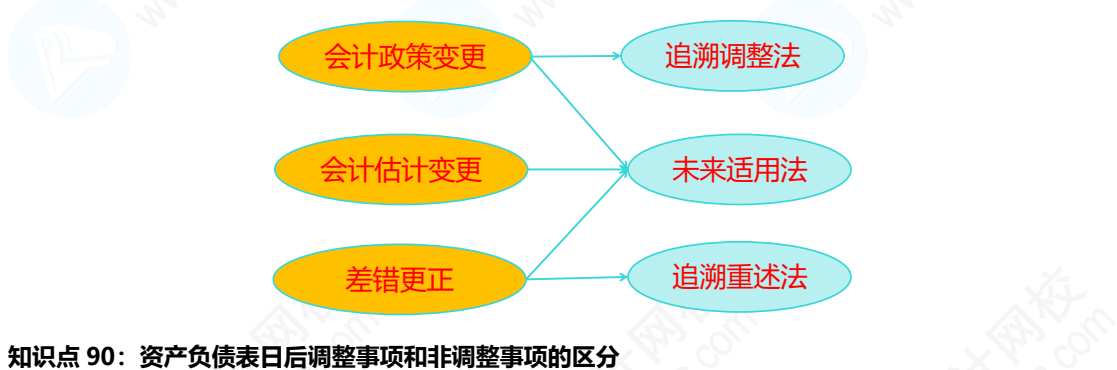 会计政策变更 追溯调整法
会计估计变更 未来适用法
差错更正 追溯重述法
知识点 90：资产负债表日后调整事项和非调整事项的区分